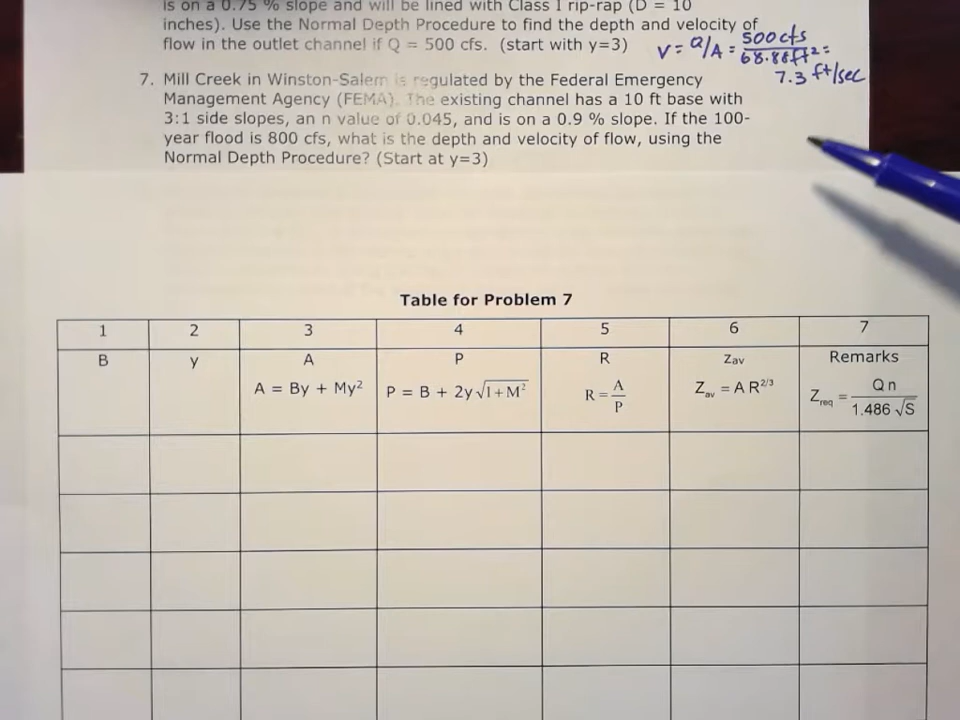 is on a 0.75 % slope and will be lined with Class 1 rip-rap (D = 10
inches). Use the Normal Depth Procedure to find the depth and velocity of
flow in the outlet channel if Q = 500 cfs. (start with y=3)
V = Q/A = 500 cfs / 68.88 ft² =
7.3 ft/sec
7. Mill Creek in Winston-Salem is regulated by the Federal Emergency
Management Agency (FEMA). The existing channel has a 10 ft base with
3:1 side slopes, an n value of 0.045, and is on a 0.9 % slope. If the 100-
year flood is 800 cfs, what is the depth and velocity of flow, using the
Normal Depth Procedure? (Start at y=3)
Table for Problem 7
1 2 3 4 5 6 7
B y A P R Zav Remarks
A = By + My² P = B + 2y √1+M² R = A/P Zav = A R^2/3 Zreq = Q n / 1.486 √S